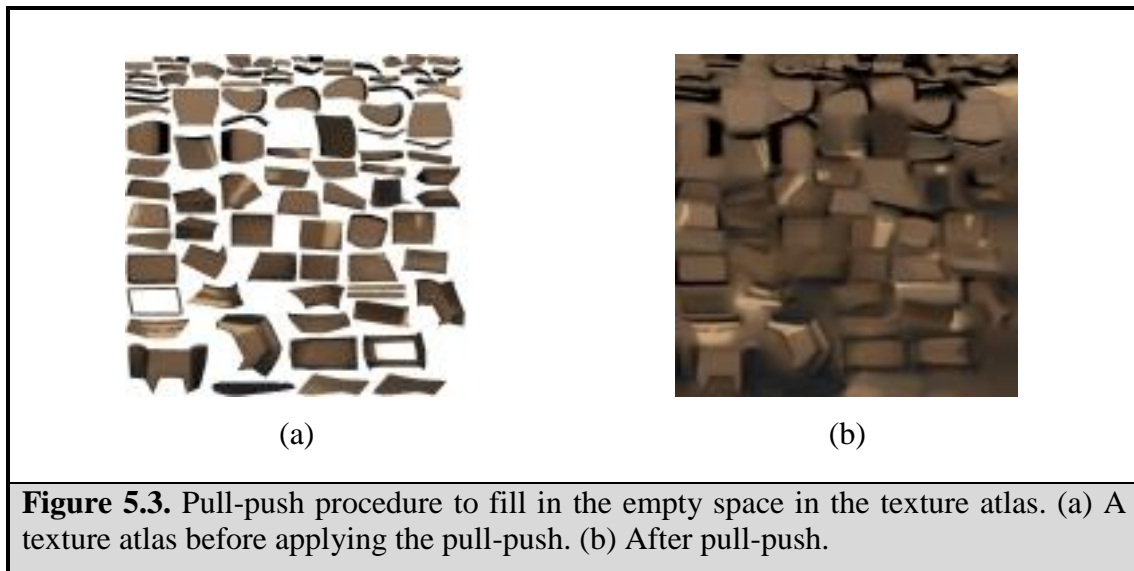 (a)
(b)
Figure 5.3. Pull-push procedure to fill in the empty space in the texture atlas. (a) A
texture atlas before applying the pull-push. (b) After pull-push.